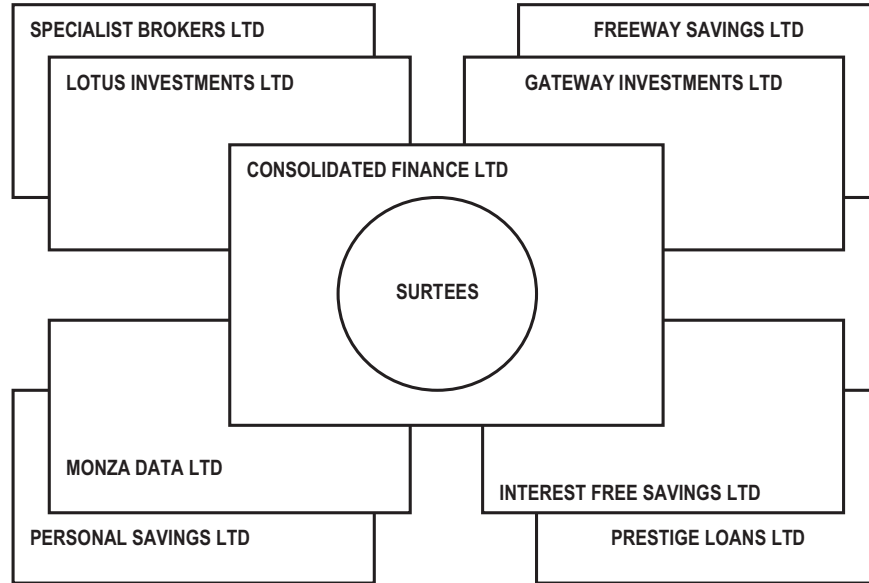 SPECIALIST BROKERS LTD
FREEWAY SAVINGS LTD
LOTUS INVESTMENTS LTD
GATEWAY INVESTMENTS LTD
CONSOLIDATED FINANCE LTD
SURTEES
MONZA DATA LTD
INTEREST FREE SAVINGS LTD
PERSONAL SAVINGS LTD
PRESTIGE LOANS LTD